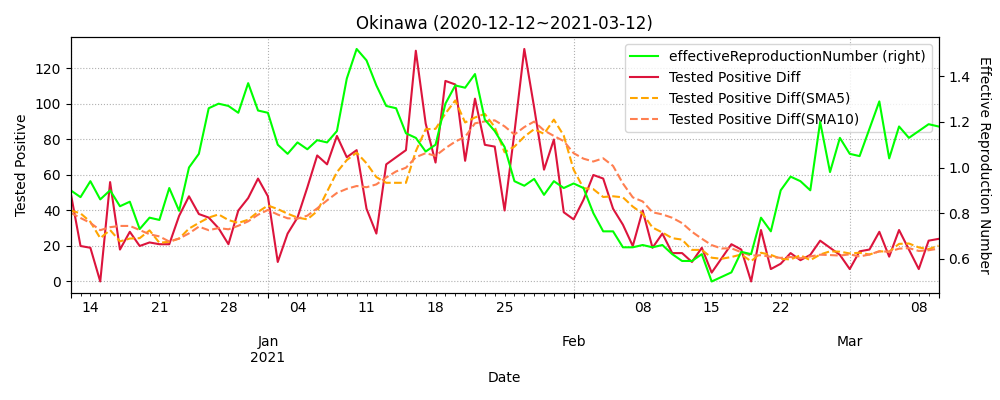 Okinawa (2020-12-12~2021-03-12)
effectiveReproductionNumber (right)
Tested Positive Diff
Tested Positive Diff(SMA5)
Tested Positive Diff(SMA10)
Tested Positive
120
100
80
60
40
20
0
1.4
1.2
1.0
0.8
0.6
Effective Reproduction Number
14 21 28 04 11 18 25 08 15 22 08
Jan Feb Mar
2021
Date